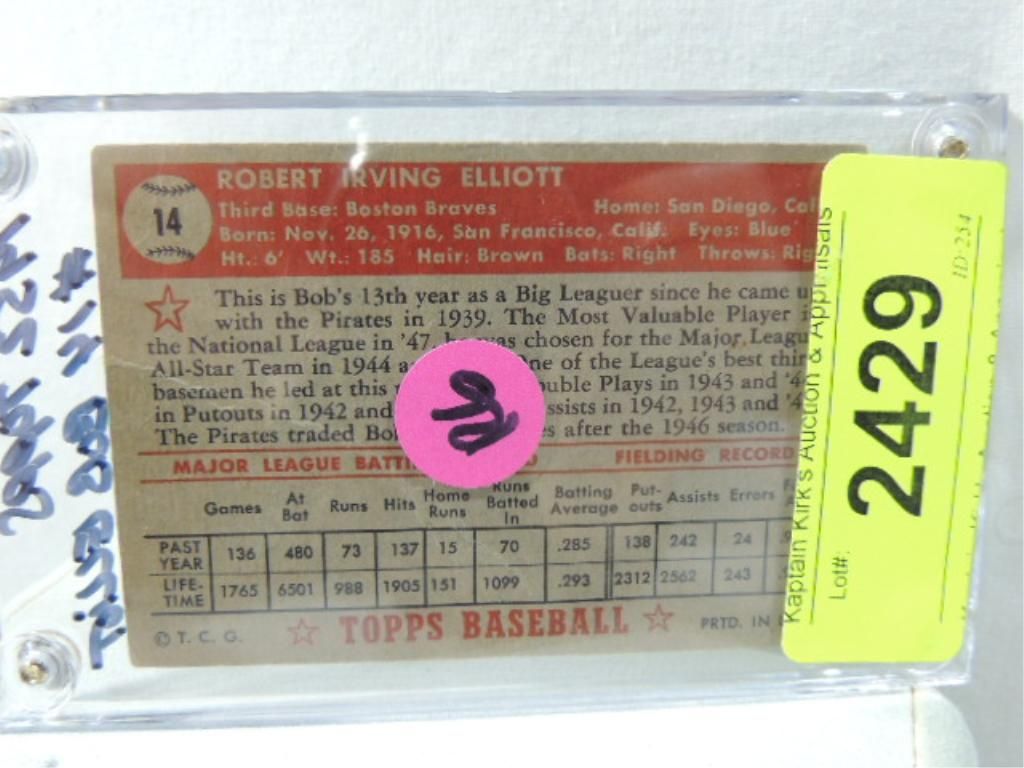 14
ROBERT IRVING ELLIOTT
Third Base: Boston Braves Home: San Diego, Cal
Born: Nov. 26, 1916, San Francisco, Calif. Eyes: Blue
Ht.: 6' Wt.: 185 Hair: Brown Bats: Right Throws: Rig
This is Bob's 13th year as a Big Leaguer since he came u
with the Pirates in 1939. The Most Valuable Player i
the National League in '47, he was chosen for the Major Leagu
All-Star Team in 1944 a One of the League's best thir
basemen he led at this ouble Plays in 1943 and '4
in Putouts in 1942 and ssists in 1942, 1943 and '4
The Pirates traded Bo s after the 1946 season.
MAJOR LEAGUE BATTI FIELDING RECORD
Games At Bat Runs Hits Home Runs Runs Batted In Batting Average Put-outs Assists Errors F
PAST YEAR 136 480 73 137 15 70 .285 138 242 24
LIFE-TIME 1765 6501 988 1905 151 1099 .293 2312 2562 243
© T. C. G. TOPPS BASEBALL PRTD. IN
Kaptain Kirk's Auction & Appraisals
Lot#:
2429
ID:234